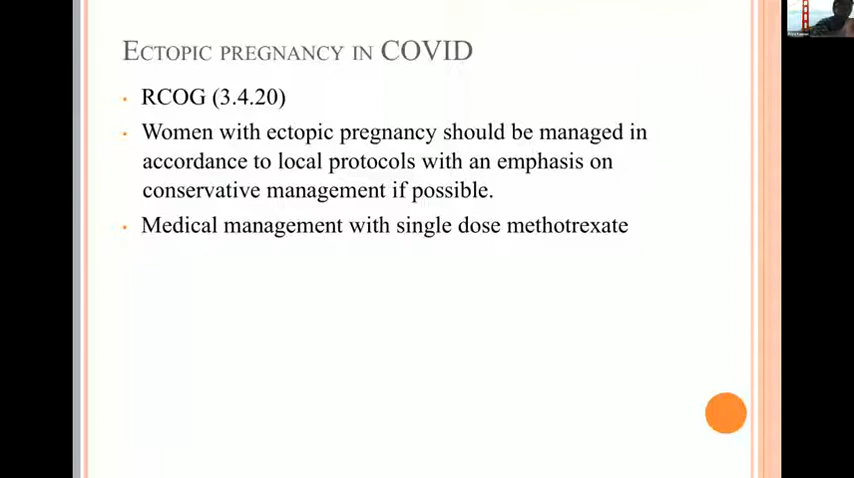 ECTOPIC PREGNANCY IN COVID
RCOG (3.4.20)
Women with ectopic pregnancy should be managed in
accordance to local protocols with an emphasis on
conservative management if possible.
Medical management with single dose methotrexate